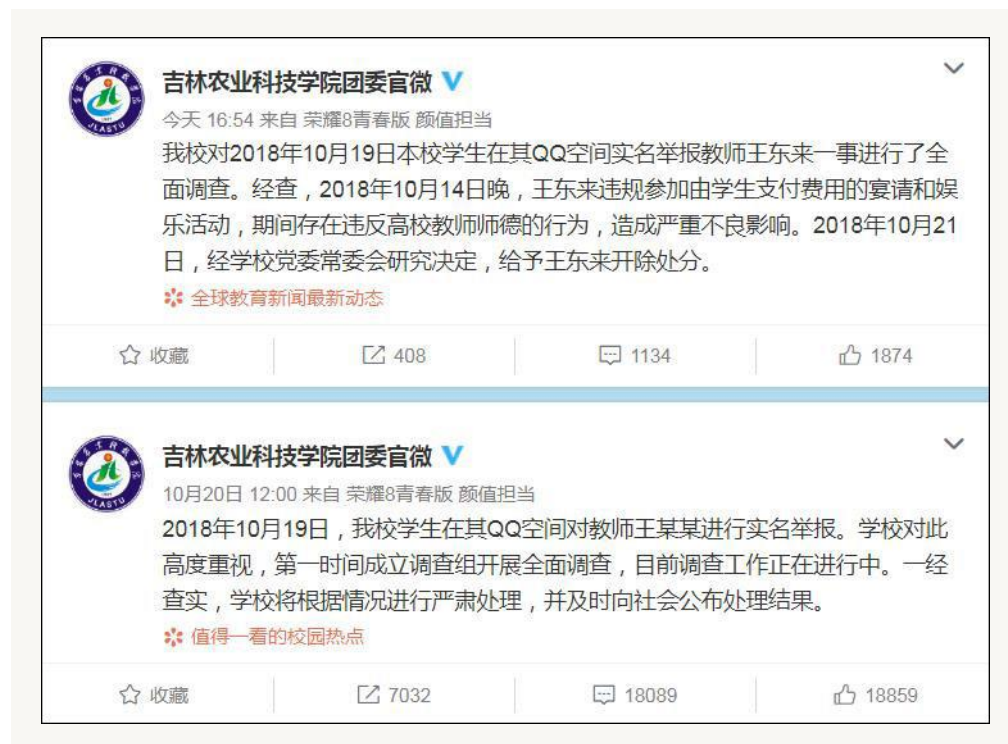 吉林农业科技学院团委官微
今天 16:54 来自 荣耀8青春版 颜值担当
我校对2018年10月19日本校学生在其QQ空间实名举报教师王东来一事进行了全
面调查。经查，2018年10月14日晚，王东来违规参加由学生支付费用的宴请和娱
乐活动，期间存在违反高校教师师德的行为，造成严重不良影响。2018年10月21
日，经学校党委常委会研究决定，给予王东来开除处分。
全球教育新闻最新动态
收藏 408 1134 1874
吉林农业科技学院团委官微
10月20日 12:00 来自 荣耀8青春版 颜值担当
2018年10月19日，我校学生在其QQ空间对教师王某某进行实名举报。学校对此
高度重视，第一时间成立调查组开展全面调查，目前调查工作正在进行中。一经
查实，学校将根据情况进行严肃处理，并及时向社会公布处理结果。
值得一看的校园热点
收藏 7032 18089 18859
JLASTU
JLASTU